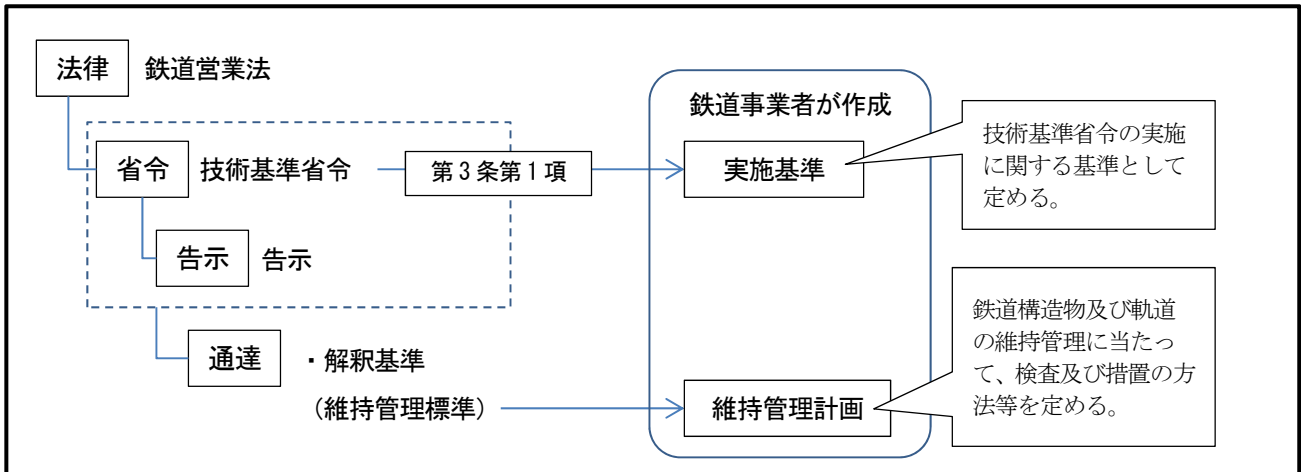 法律 鉄道営業法
鉄道事業者が作成
省令 技術基準省令 第3条第1項 実施基準
技術基準省令の実施
に関する基準として
定める。
告示 告示
通達 ・解釈基準
(維持管理標準) 維持管理計画
鉄道構造物及び軌道
の維持管理に当たっ
て、検査及び措置の方
法等を定める。